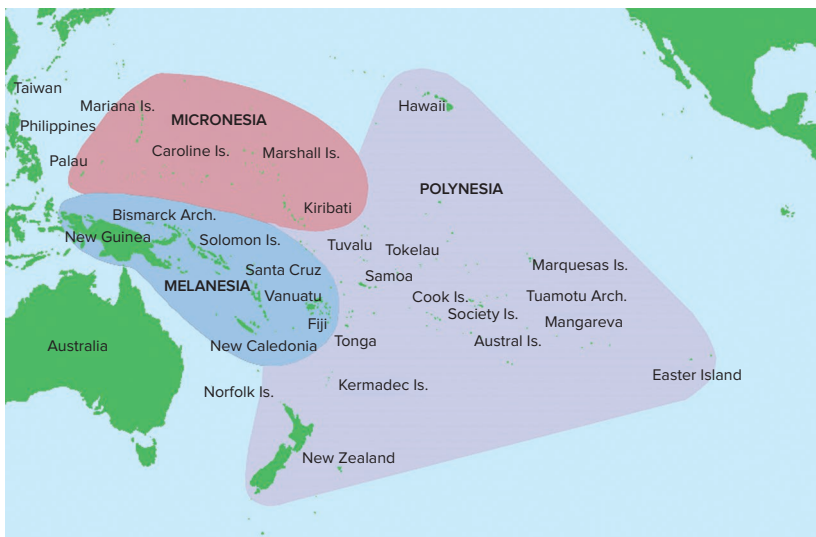 Taiwan
Mariana Is.
Hawaii
MICRONESIA
Philippines
Caroline Is.
Marshall Is.
Palau
POLYNESIA
Kiribati
Bismarck Arch.
New Guinea
Solomon Is.
Tuvalu
Tokelau
Santa Cruz
Marquesas Is.
Samoa
MELANESIA
Vanuatu
Cook Is.
Tuamotu Arch.
Society Is.
Fiji
Mangareva
Australia
New Caledonia
Tonga
Austral Is.
Easter Island
Norfolk Is.
Kermadec Is.
New Zealand